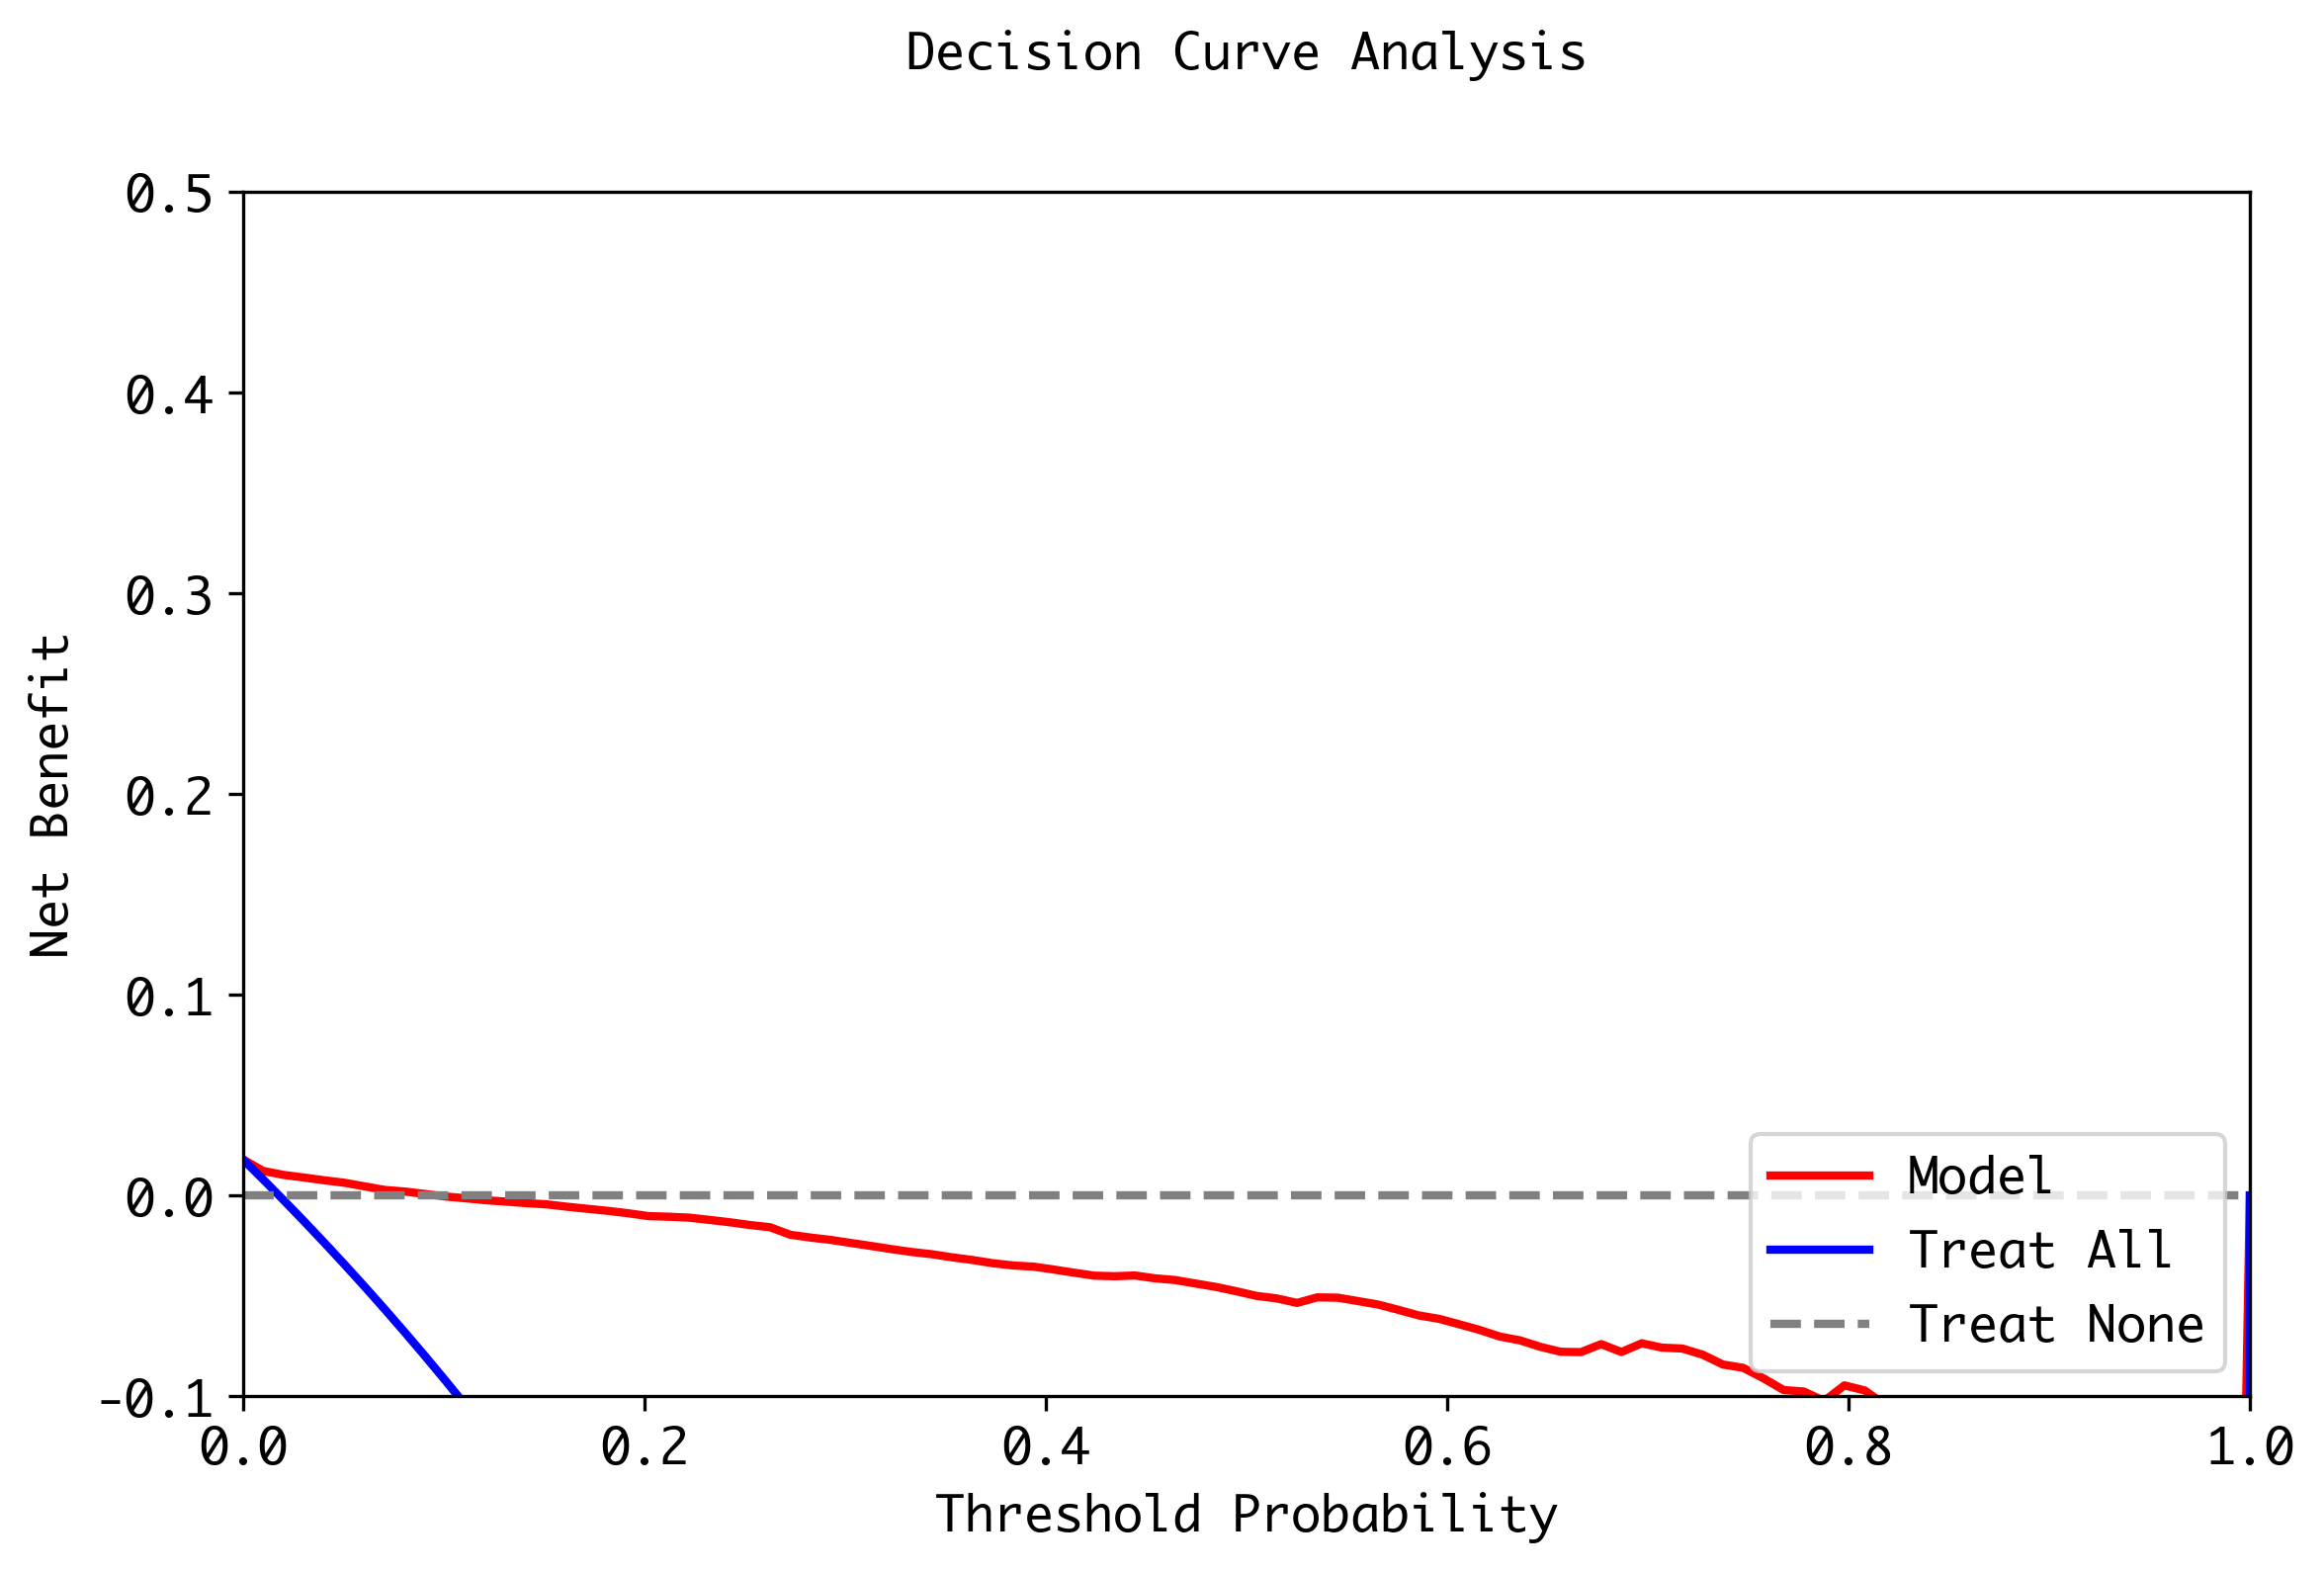 Decision Curve Analysis
0.5
0.4
0.3
0.2
0.1
0.0
-0.1
Net Benefit
Model
Treat All
Treat None
0.0 0.2 0.4 0.6 0.8 1.0
Threshold Probability